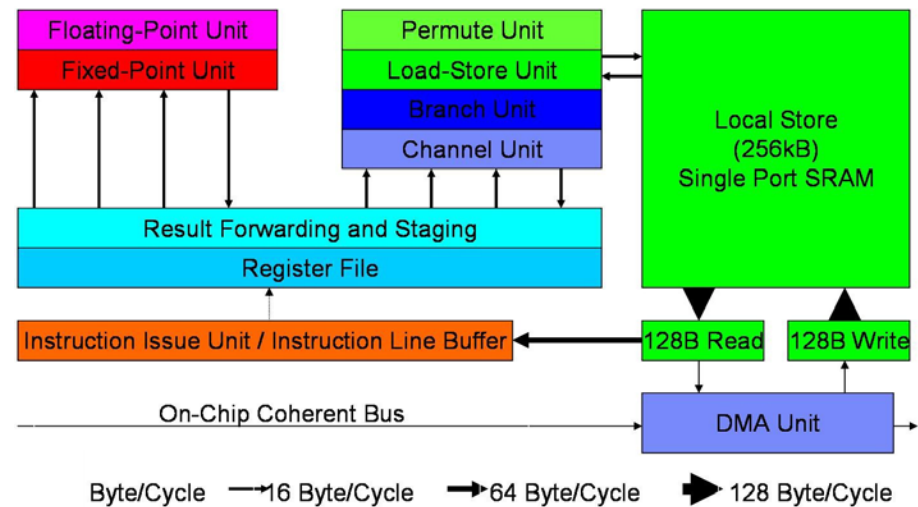 Floating-Point Unit
Fixed-Point Unit
Permute Unit
Load-Store Unit
Branch Unit
Channel Unit
Local Store
(256kB)
Single Port SRAM
Result Forwarding and Staging
Register File
Instruction Issue Unit / Instruction Line Buffer
128B Read
128B Write
On-Chip Coherent Bus
DMA Unit
Byte/Cycle
16 Byte/Cycle
64 Byte/Cycle
128 Byte/Cycle